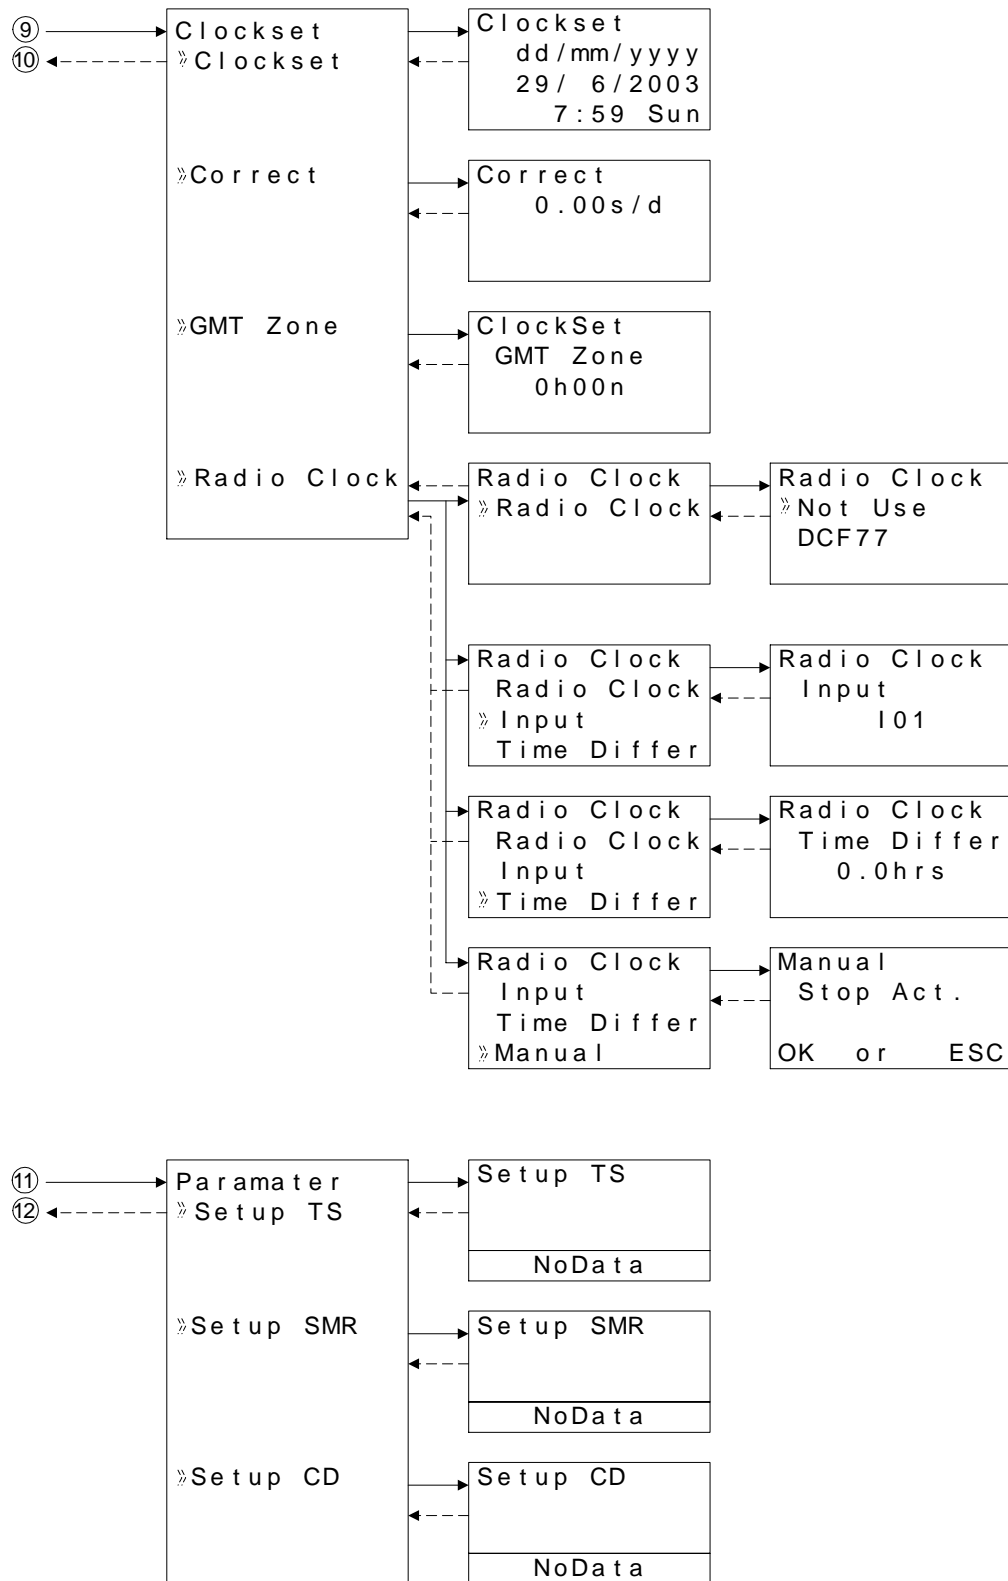 ⑨
⑩
Clockset
»Clockset
»Correct
»GMT Zone
»Radio Clock
Clockset
dd/mm/yyyy
29/ 6/2003
7:59 Sun
Correct
0.00s/d
ClockSet
GMT Zone
0h00n
Radio Clock
»Radio Clock
Radio Clock
»Not Use
DCF77
Radio Clock
Radio Clock
»Input
Time Differ
Radio Clock
Input
I01
Radio Clock
Radio Clock
Input
»Time Differ
Radio Clock
Time Differ
0.0hrs
Radio Clock
Input
Time Differ
»Manual
Manual
Stop Act.
OK or ESC
⑪
⑫
Paramater
»Setup TS
»Setup SMR
»Setup CD
Setup TS
NoData
Setup SMR
NoData
Setup CD
NoData